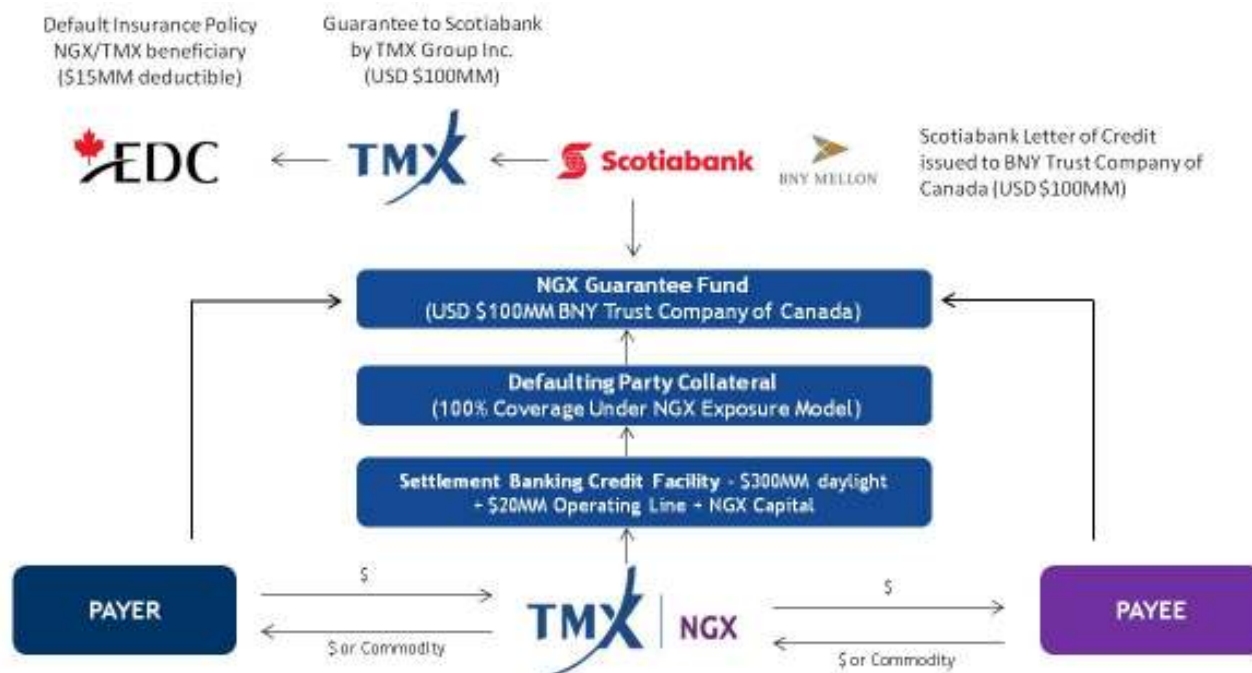 Default Insurance Policy
NGX/TMX beneficiary
($15MM deductible)
Guarantee to Scotiabank
by TMX Group Inc.
(USD $100MM)
EDC
TMX
Scotiabank
BNY MELLON
Scotiabank Letter of Credit
issued to BNY Trust Company of
Canada (USD $100MM)
NGX Guarantee Fund
(USD $100MM BNY Trust Company of Canada)
Defaulting Party Collateral
(100% Coverage Under NGX Exposure Model)
Settlement Banking Credit Facility - $300MM daylight
+ $20MM Operating Line + NGX Capital
PAYER
$
$ or Commodity
TMX | NGX
$
$ or Commodity
PAYEE